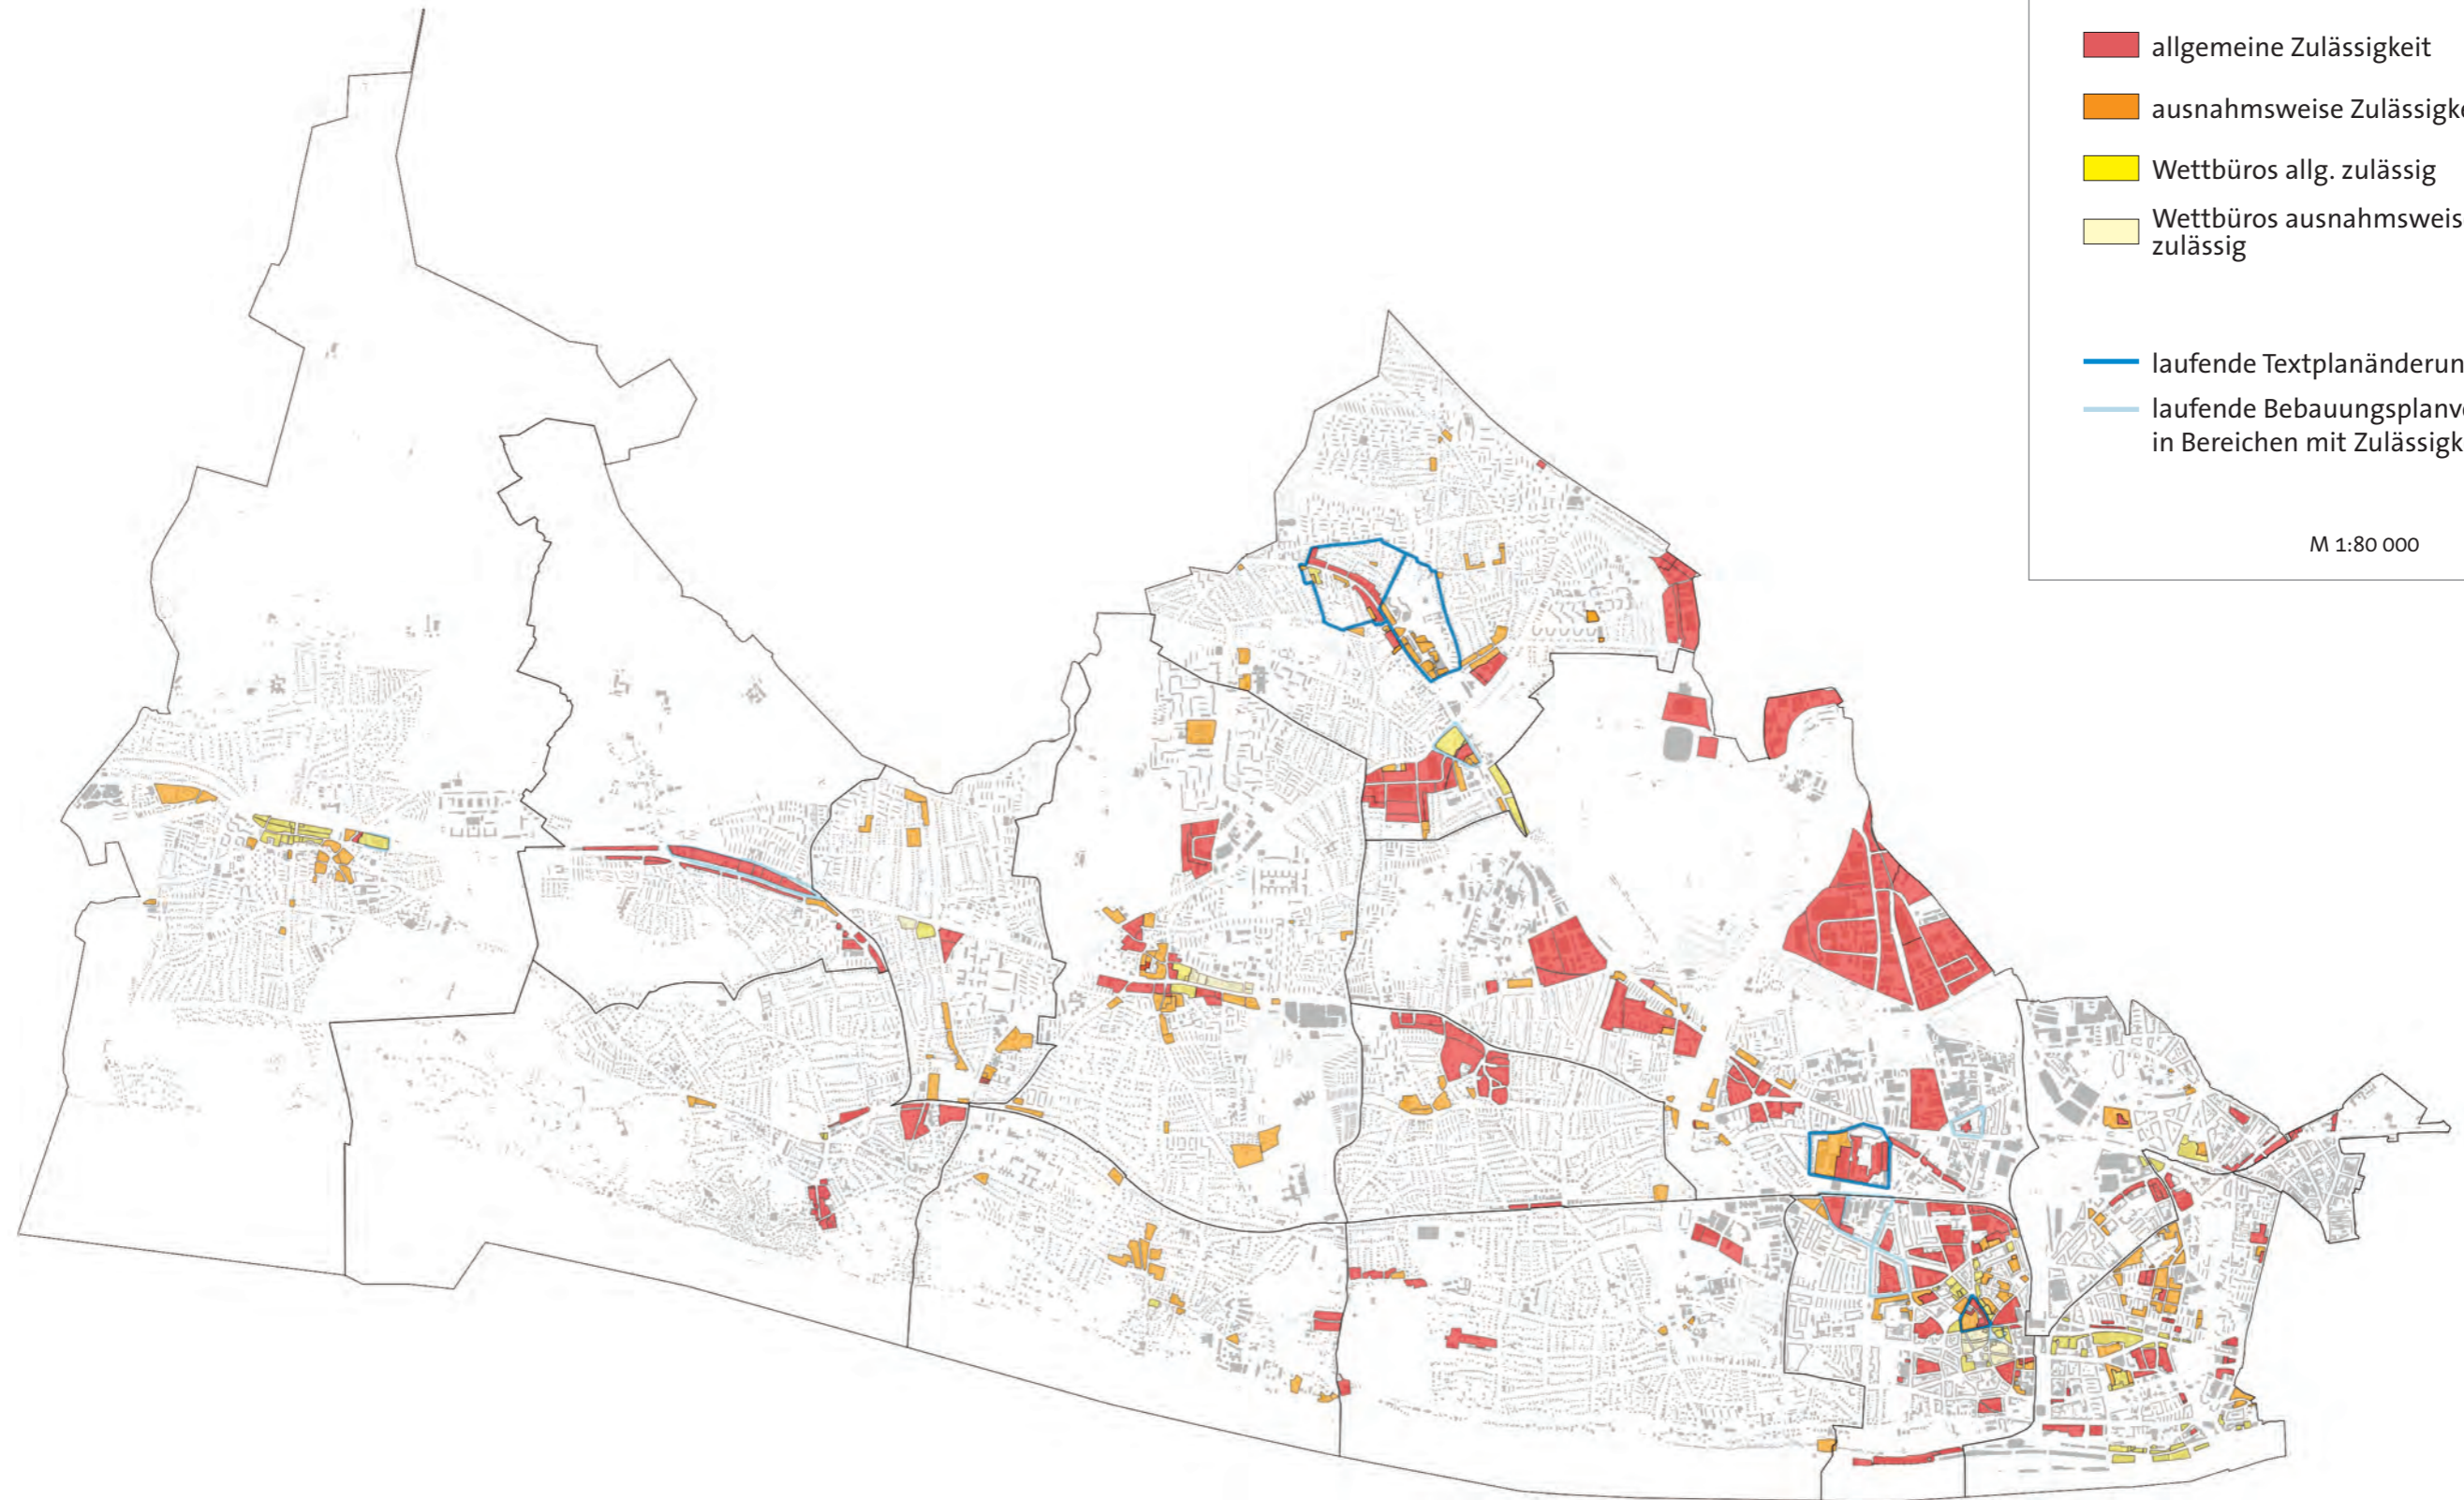 allgemeine Zulässigkeit
ausnahmsweise Zulässigke
Wettbüros allg. zulässig
Wettbüros ausnahmsweis
zulässig
laufende Textplanänderun
laufende Bebauungsplanv
in Bereichen mit Zulässigk
M 1:80 000